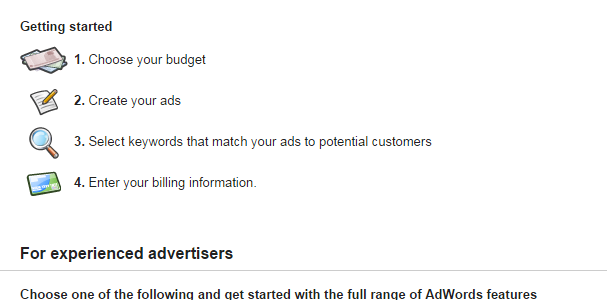 Getting started
1. Choose your budget
2. Create your ads
3. Select keywords that match your ads to potential customers
4. Enter your billing information.
For experienced advertisers
Choose one of the following and get started with the full range of AdWords features